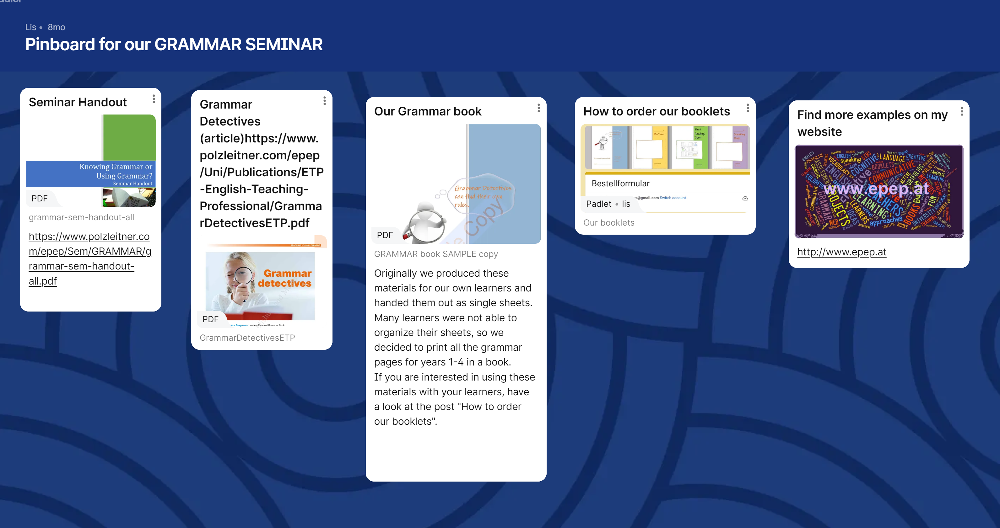 Lis • 8mo
Pinboard for our GRAMMAR SEMINAR
Seminar Handout
Knowing Grammar or
Using Grammar?
Seminar Handout
PDF
grammar-sem-handout-all
https://www.polzleitner.co
m/epep/Sem/GRAMMAR/g
rammar-sem-handout-
all.pdf
Grammar
Detectives
(article)https://www.
polzleitner.com/epep
/Uni/Publications/ETP
-English-Teaching-
Professional/Gramma
rDetectivesETP.pdf
TEACHING YOUNG LEARNERS
Grammar
detectives
PDF
Bergmann create a Personal Grammar Book.
GrammarDetectivesETP
Our Grammar book
Grammar Detectives
can find their own
rules.
Copy
PDF
GRAMMAR book SAMPLE copy
Originally we produced these
materials for our own learners and
handed them out as single sheets.
Many learners were not able to
organize their sheets, so we
decided to print all the grammar
pages for years 1-4 in a book.
If you are interested in using these
materials with your learners, have
a look at the post "How to order
our booklets".
How to order our booklets
Me-Book
First
Reading
Diary
Speaking
Book
Bestellformular
s@gmail.com Switch account
Padlet • lis
Our booklets
Find more examples on my
website
www.epep.at
http://www.epep.at